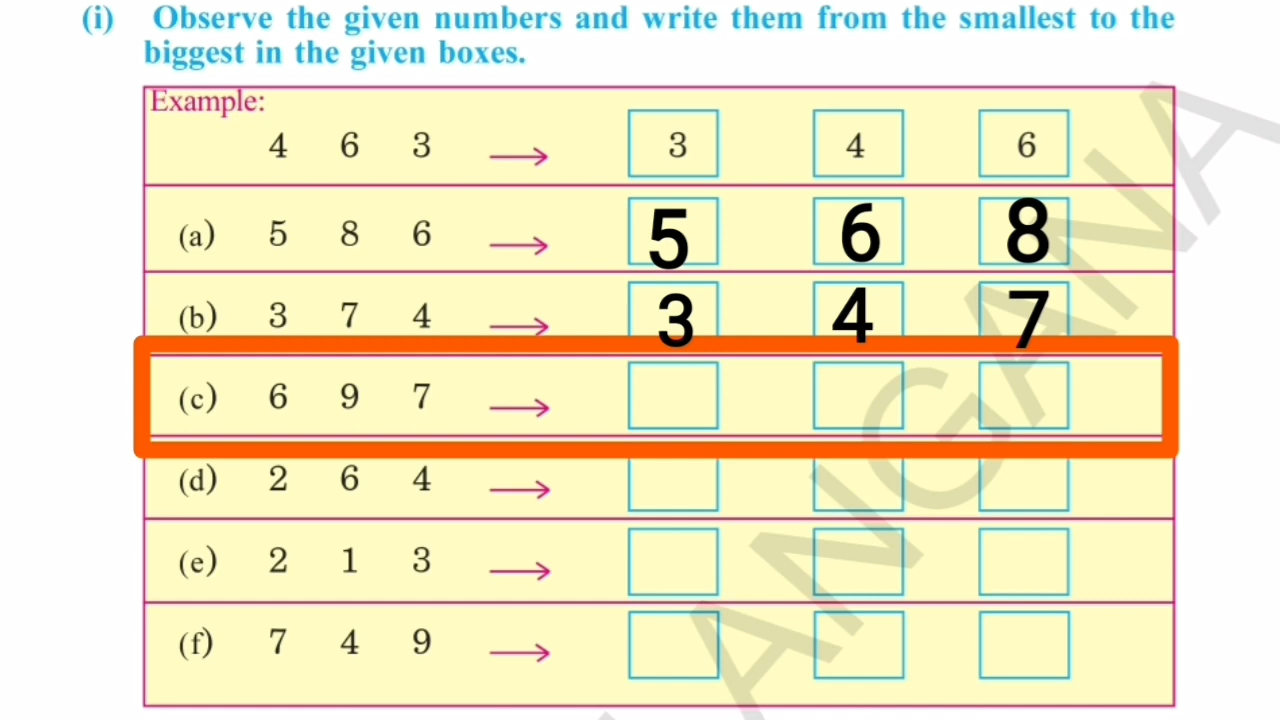 (i) Observe the given numbers and write them from the smallest to the
biggest in the given boxes.
Example:
4 6 3 → 3 4 6
(a) 5 8 6 → 5 6 8
(b) 3 7 4 → 3 4 7
(c) 6 9 7 →
(d) 2 6 4 →
(e) 2 1 3 →
(f) 7 4 9 →
ANGANA